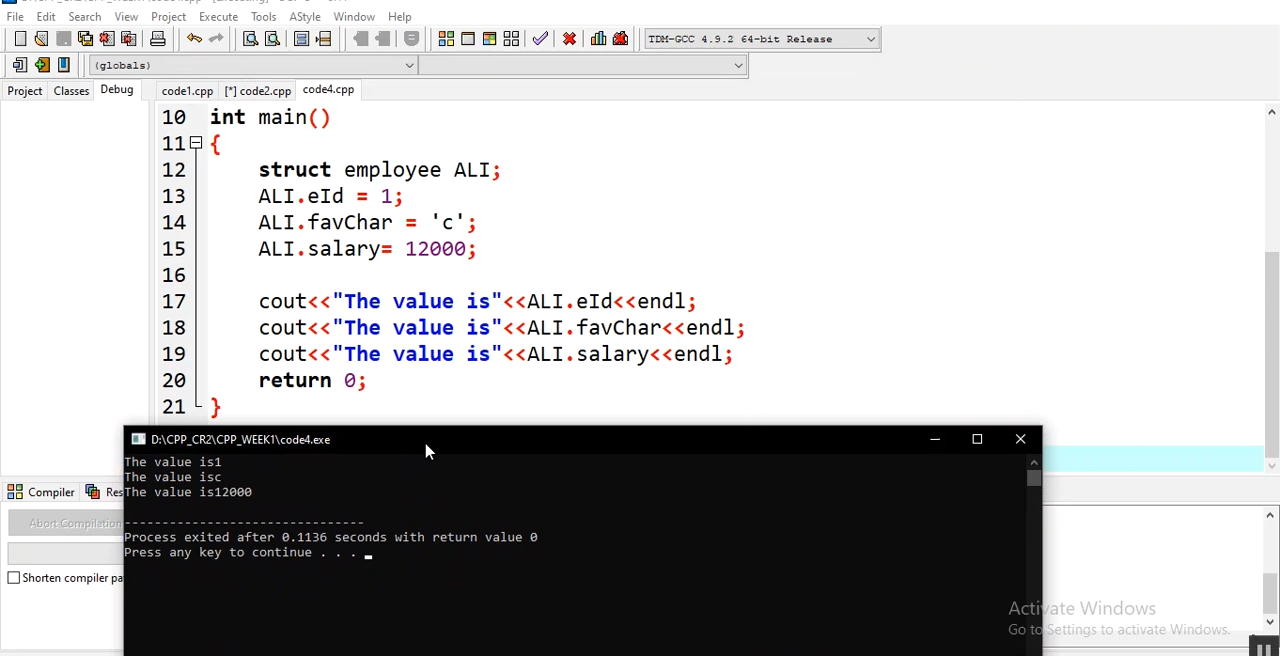 File Edit Search View Project Execute Tools AStyle Window Help
TDM-GCC 4.9.2 64-bit Release
(globals)
Project Classes Debug
code1.cpp [*] code2.cpp code4.cpp
10 int main()
11 {
12 struct employee ALI;
13 ALI.eId = 1;
14 ALI.favChar = 'c';
15 ALI.salary= 12000;
16
17 cout<<"The value is"<<ALI.eId<<endl;
18 cout<<"The value is"<<ALI.favChar<<endl;
19 cout<<"The value is"<<ALI.salary<<endl;
20 return 0;
21 }
D:\CPP_CR2\CPP_WEEK1\code4.exe
The value is1
The value isc
The value is12000
--------------------------------
Process exited after 0.1136 seconds with return value 0
Press any key to continue . . .
Compiler Res
Abort Compilation
Shorten compiler pa
Activate Windows
Go to Settings to activate Windows.